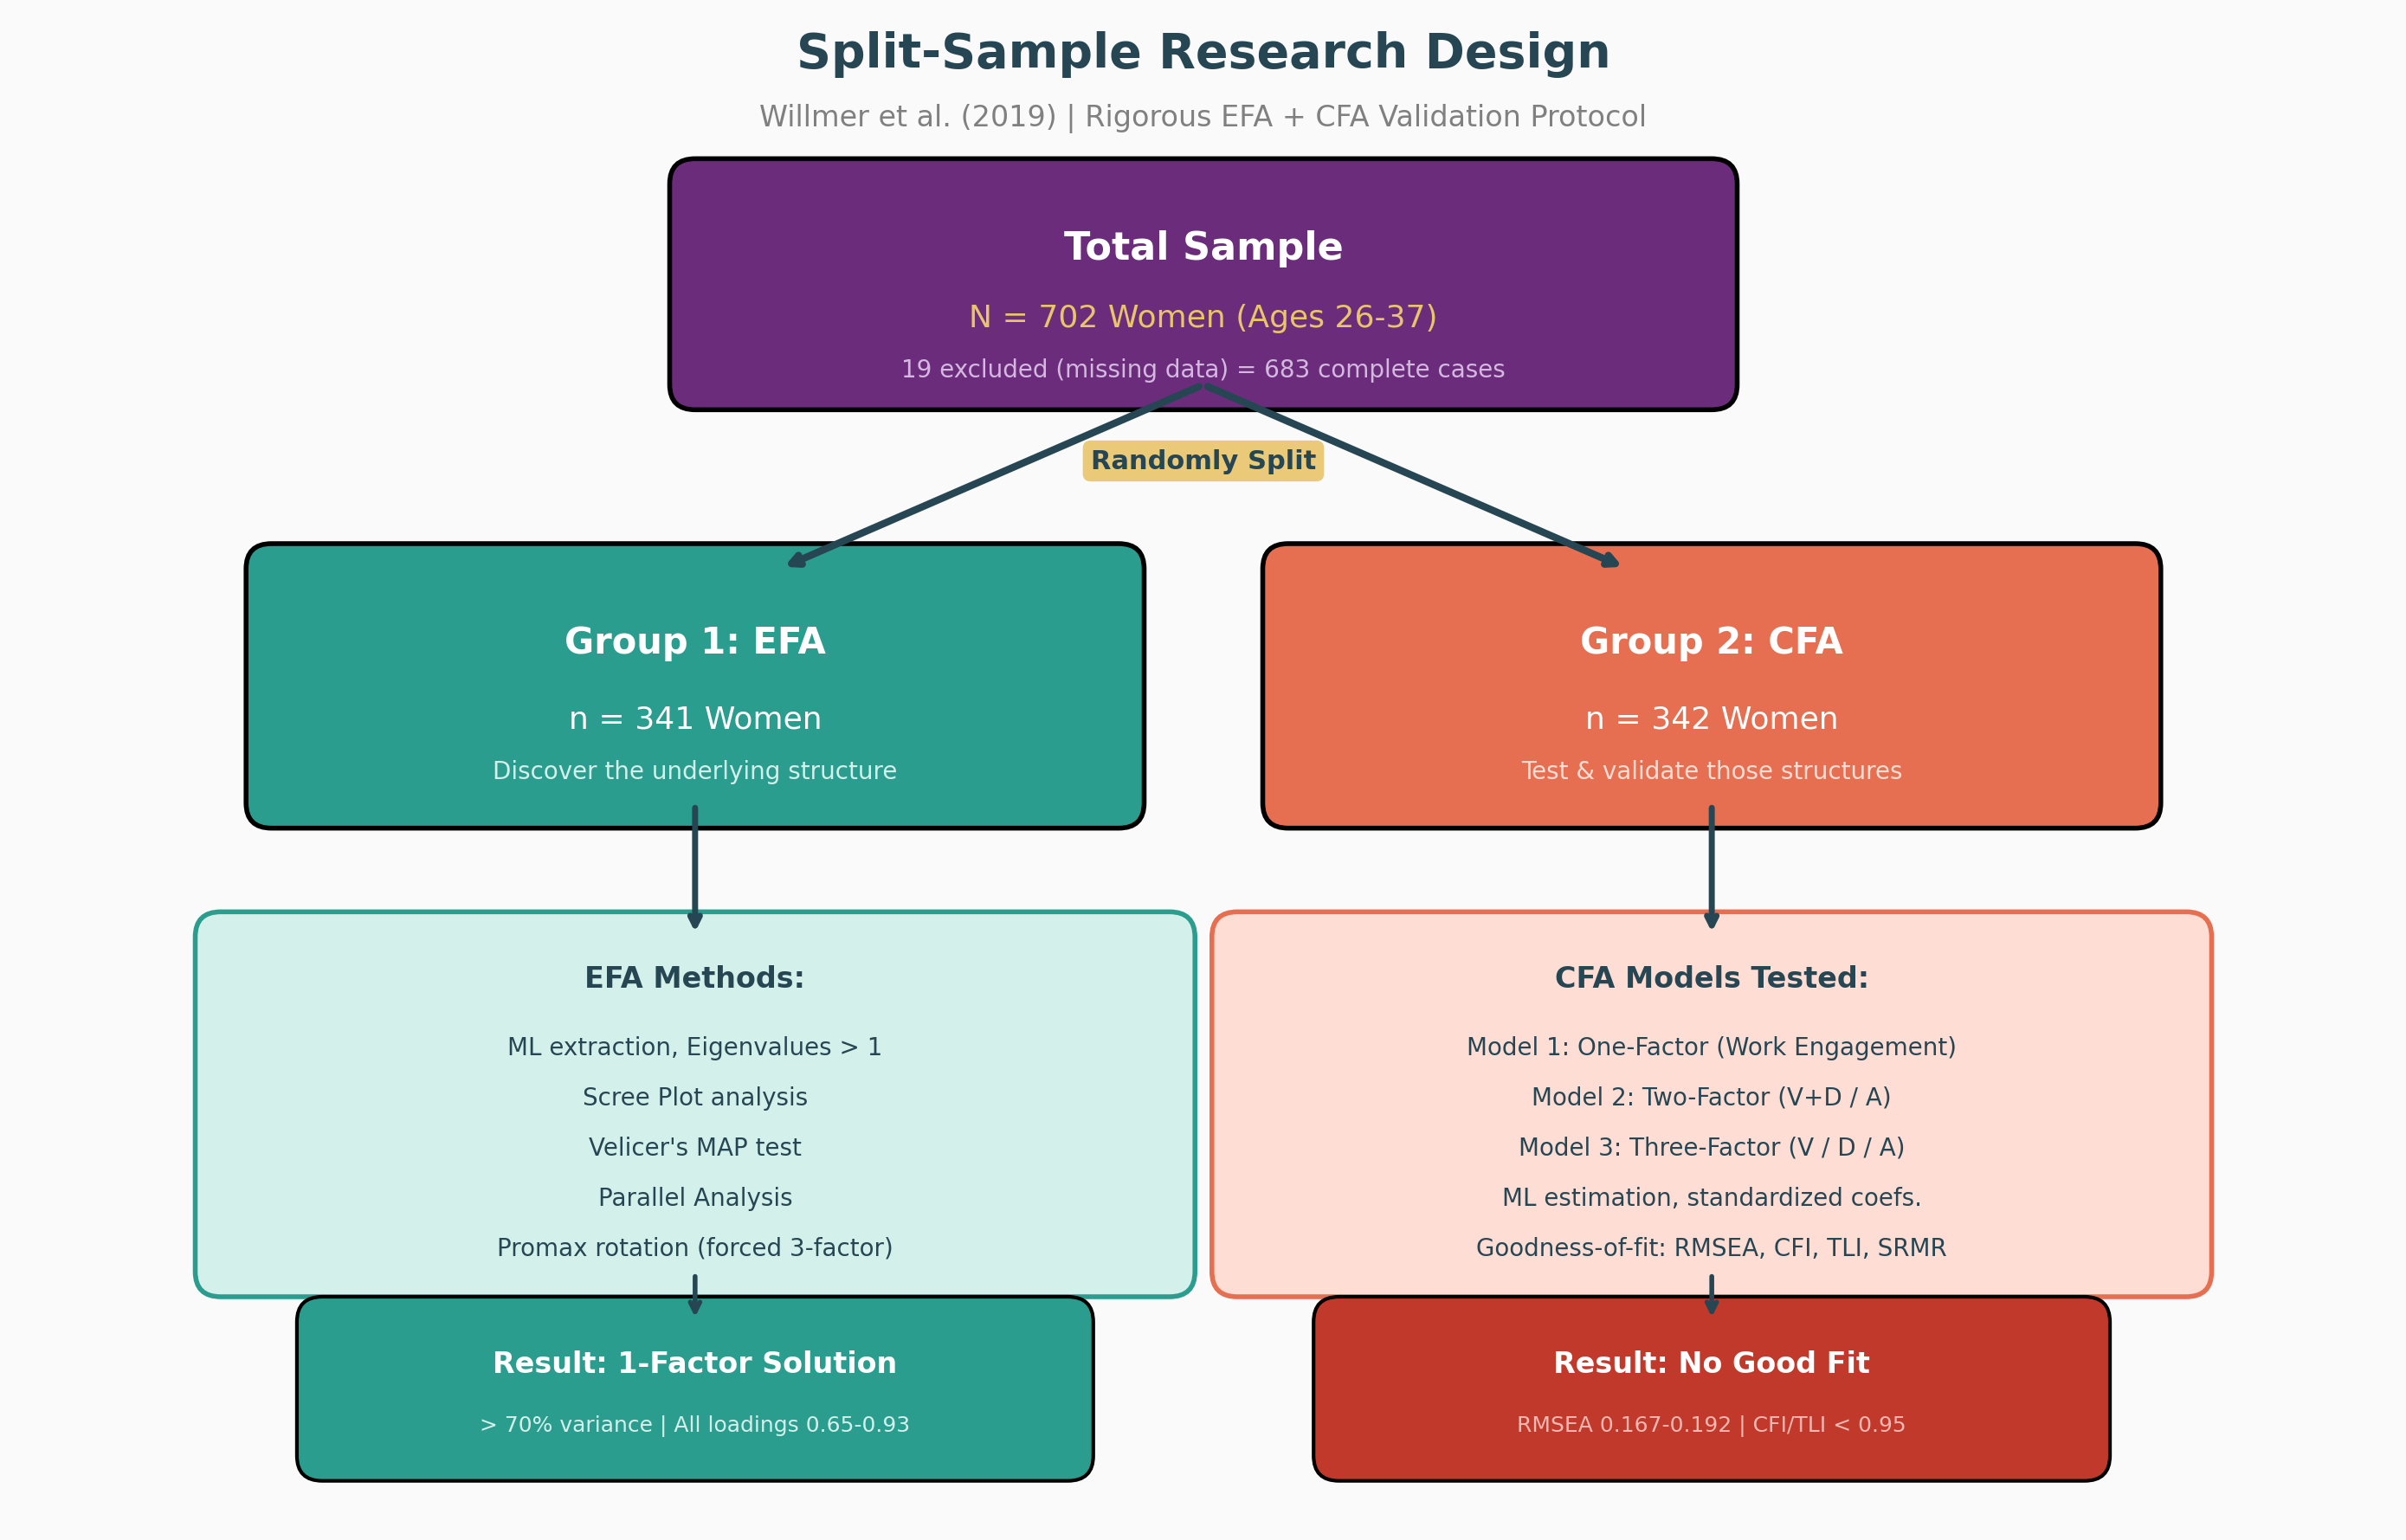 Split-Sample Research Design
Willmer et al. (2019) | Rigorous EFA + CFA Validation Protocol
Total Sample
N = 702 Women (Ages 26-37)
19 excluded (missing data) = 683 complete cases
Randomly Split
Group 1: EFA
n = 341 Women
Discover the underlying structure
Group 2: CFA
n = 342 Women
Test & validate those structures
EFA Methods:
ML extraction, Eigenvalues > 1
Scree Plot analysis
Velicer's MAP test
Parallel Analysis
Promax rotation (forced 3-factor)
CFA Models Tested:
Model 1: One-Factor (Work Engagement)
Model 2: Two-Factor (V+D / A)
Model 3: Three-Factor (V / D / A)
ML estimation, standardized coefs.
Goodness-of-fit: RMSEA, CFI, TLI, SRMR
Result: 1-Factor Solution
> 70% variance | All loadings 0.65-0.93
Result: No Good Fit
RMSEA 0.167-0.192 | CFI/TLI < 0.95